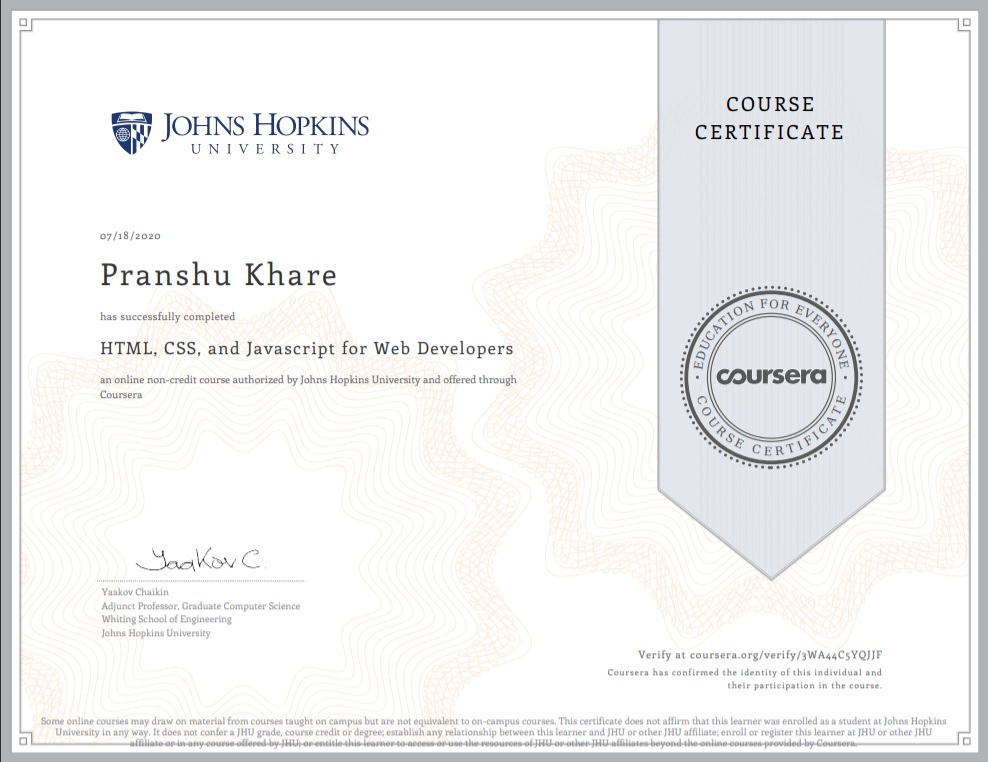 JOHNS HOPKINS
UNIVERSITY
COURSE
CERTIFICATE
07/18/2020
Pranshu Khare
has successfully completed
HTML, CSS, and Javascript for Web Developers
an online non-credit course authorized by Johns Hopkins University and offered through
Coursera
EDUCATION FOR EVERYONE
coursera
COURSE CERTIFICATE
Yaakov C.
Yaakov Chaikin
Adjunct Professor, Graduate Computer Science
Whiting School of Engineering
Johns Hopkins University
Verify at coursera.org/verify/3WA44C5YQJJF
Coursera has confirmed the identity of this individual and
their participation in the course.
Some online courses may draw on material from courses taught on campus but are not equivalent to on-campus courses. This certificate does not affirm that this learner was enrolled as a student at Johns Hopkins
University in any way. It does not confer a JHU grade, course credit or degree; establish any relationship between this learner and JHU or other JHU affiliate; enroll or register this learner at JHU or other JHU
affiliate or in any course offered by JHU; or entitle this learner to access or use the resources of JHU or other JHU affiliates beyond the online courses provided by Coursera.